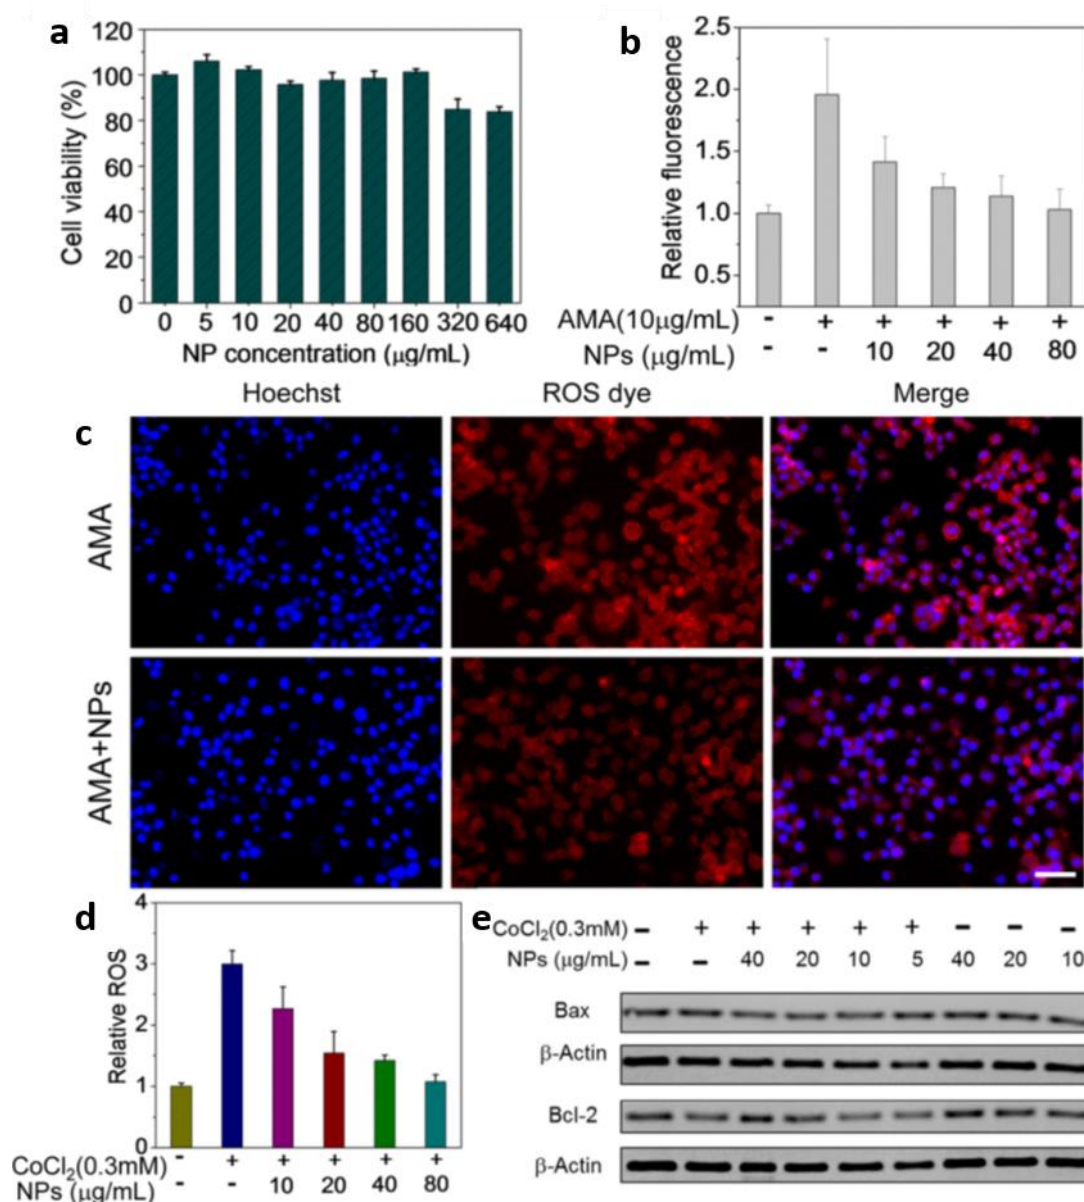 a
120
100
80
60
40
20
0
Cell viability (%)
0 5 10 20 40 80 160 320 640
NP concentration (μg/mL)
b
2.5
2.0
1.5
1.0
0.5
Relative fluorescence
AMA(10μg/mL) - + + + + +
NPs (μg/mL) - - 10 20 40 80
Hoechst ROS dye Merge
c
AMA
AMA+NPs
d
4
3
2
1
0
Relative ROS
CoCl₂(0.3mM) - + + + + +
NPs (μg/mL) - - 10 20 40 80
e
CoCl₂(0.3mM) - + + + + + - - -
NPs (μg/mL) - - 40 20 10 5 40 20 10
Bax
β-Actin
Bcl-2
β-Actin